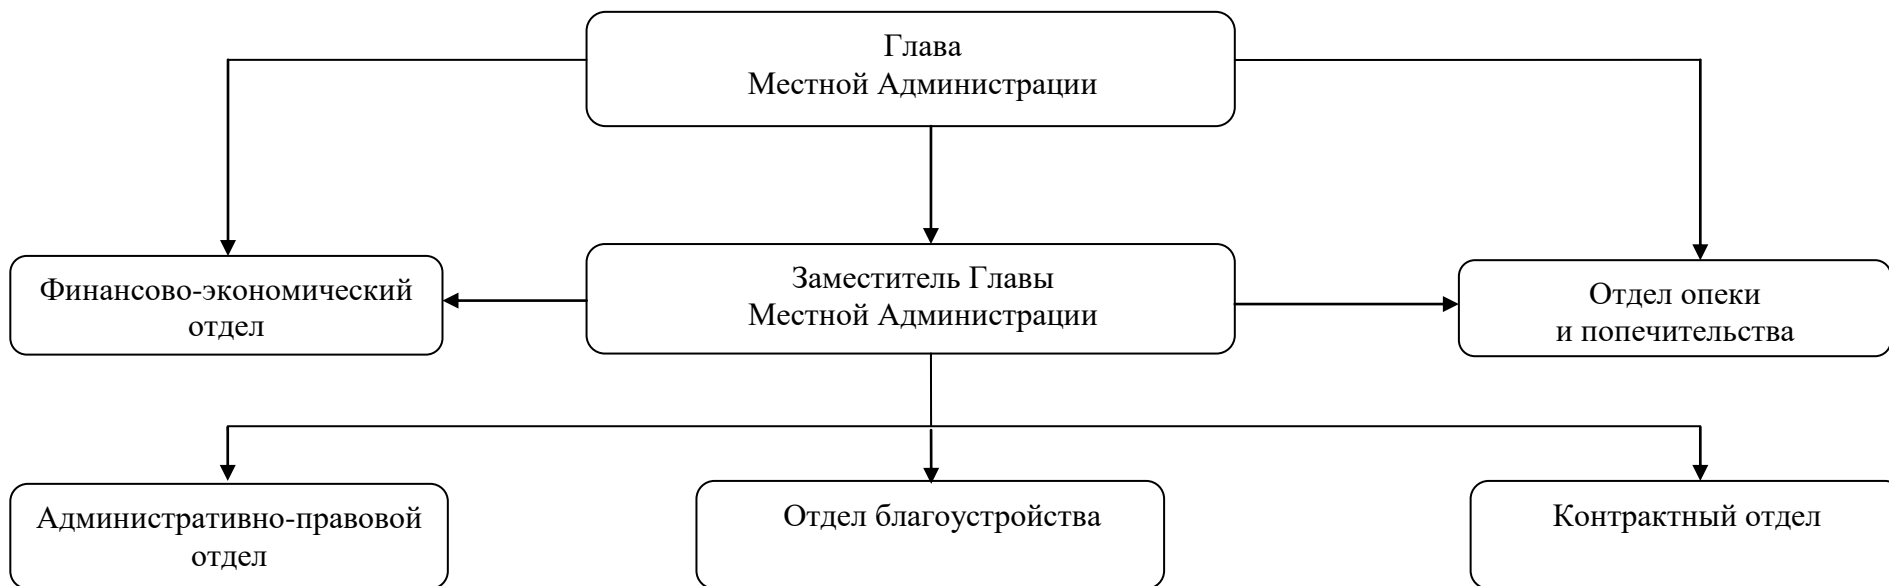 Глава
Местной Администрации
Финансово-экономический
отдел
Заместитель Главы
Местной Администрации
Отдел опеки
и попечительства
Административно-правовой
отдел
Отдел благоустройства
Контрактный отдел